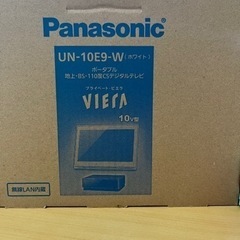 Panasonic
UN-10E9-W(ホワイト)
ポータブル
地上・BS・110度CSデジタルテレビ
プライベート・ビエラ
VIERA
10v型
無線LAN内蔵